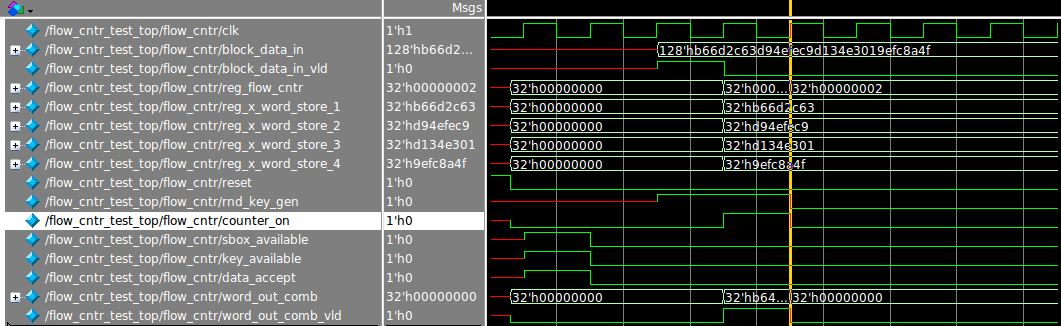 Msgs
/flow_cntr_test_top/flow_cntr/clk 1'h1
/flow_cntr_test_top/flow_cntr/block_data_in 128'hb66d2... 128'hb66d2c63d94efec9d134e3019efc8a4f
/flow_cntr_test_top/flow_cntr/block_data_in_vld 1'h0
/flow_cntr_test_top/flow_cntr/reg_flow_cntr 32'h00000002 32'h00000000 32'h000... 32'h00000002
/flow_cntr_test_top/flow_cntr/reg_x_word_store_1 32'hb66d2c63 32'h00000000 32'hb66d2c63
/flow_cntr_test_top/flow_cntr/reg_x_word_store_2 32'hd94efec9 32'h00000000 32'hd94efec9
/flow_cntr_test_top/flow_cntr/reg_x_word_store_3 32'hd134e301 32'h00000000 32'hd134e301
/flow_cntr_test_top/flow_cntr/reg_x_word_store_4 32'h9efc8a4f 32'h00000000 32'h9efc8a4f
/flow_cntr_test_top/flow_cntr/reset 1'h0
/flow_cntr_test_top/flow_cntr/rnd_key_gen 1'h0
/flow_cntr_test_top/flow_cntr/counter_on 1'h0
/flow_cntr_test_top/flow_cntr/sbox_available 1'h0
/flow_cntr_test_top/flow_cntr/key_available 1'h0
/flow_cntr_test_top/flow_cntr/data_accept 1'h0
/flow_cntr_test_top/flow_cntr/word_out_comb 32'h00000000 32'h00000000 32'hb64... 32'h00000000
/flow_cntr_test_top/flow_cntr/word_out_comb_vld 1'h0